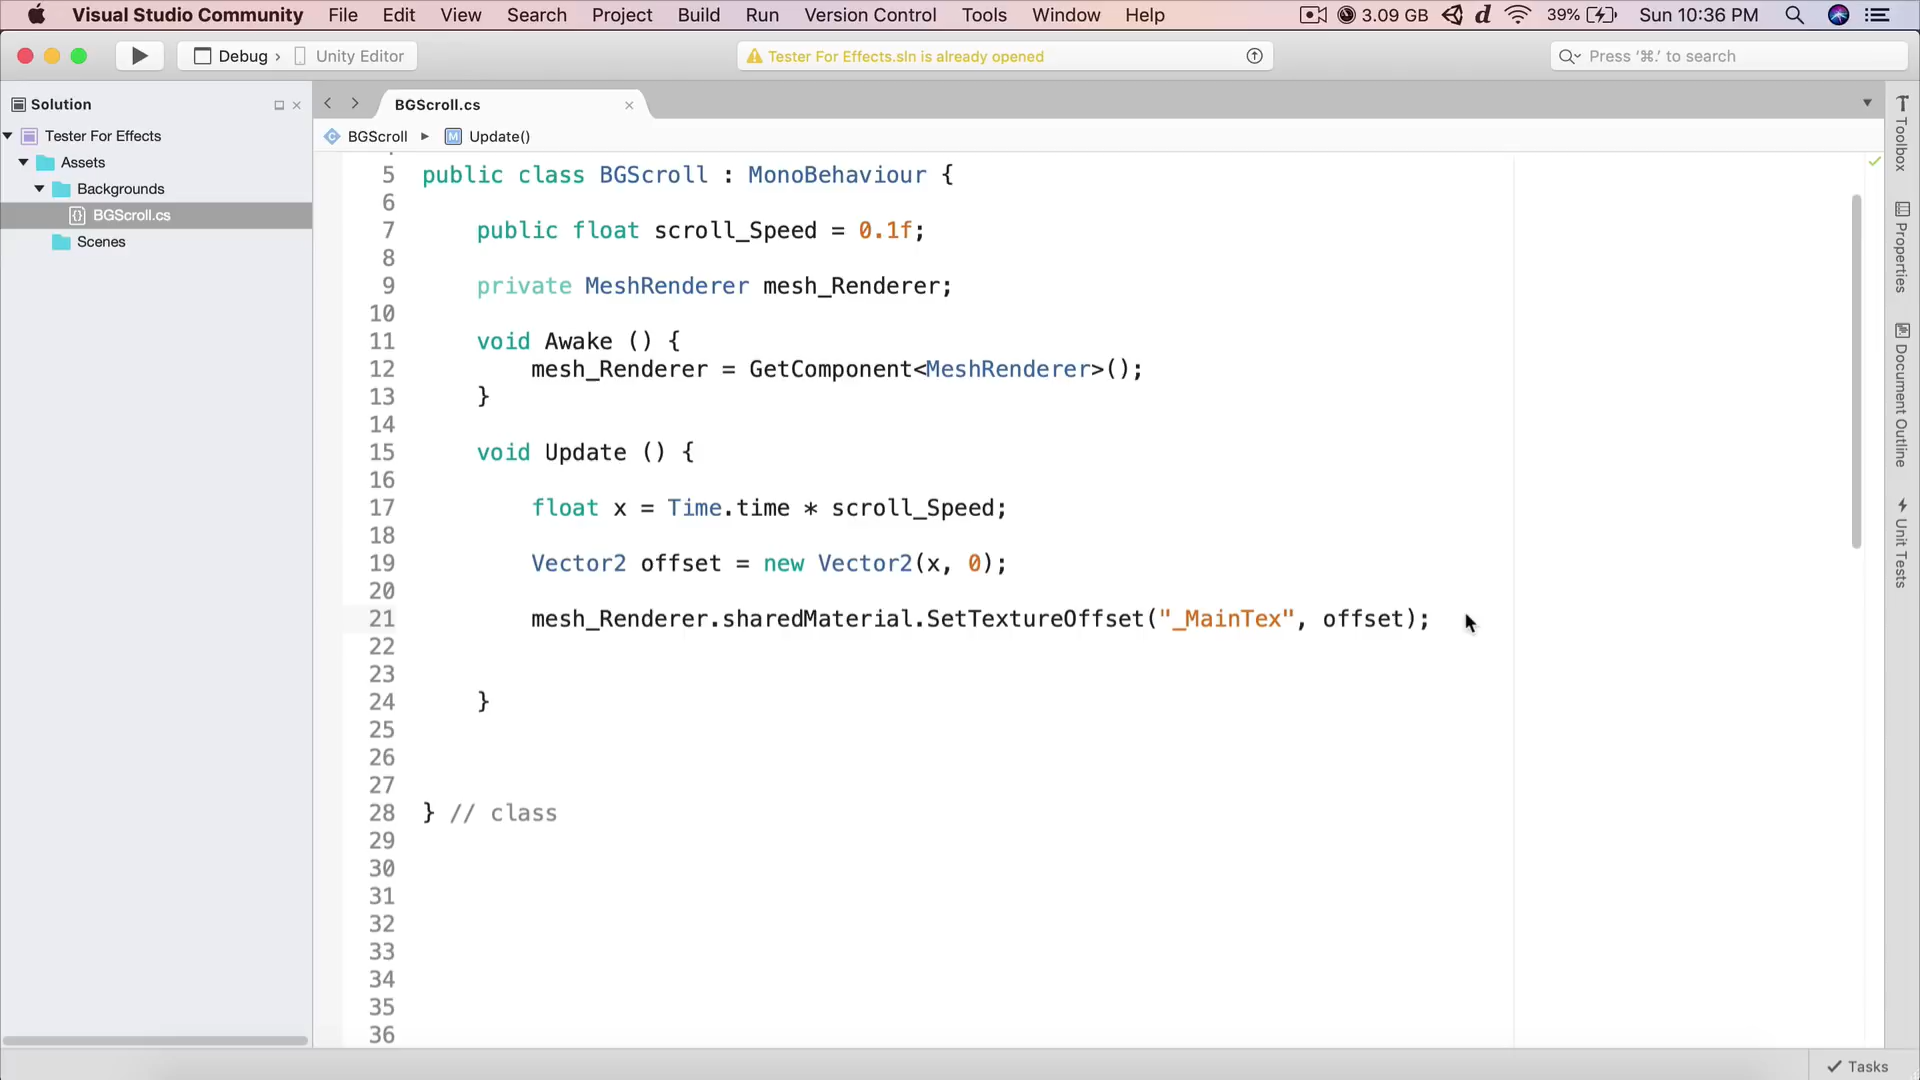 Visual Studio Community File Edit View Search Project Build Run Version Control Tools Window Help 3.09 GB d 39% Sun 10:36 PM
Debug › Unity Editor
Tester For Effects.sln is already opened
Press ‘⌘.’ to search
Solution
Tester For Effects
Assets
Backgrounds
BGScroll.cs
Scenes
BGScroll.cs
BGScroll ▸ M Update()
5 public class BGScroll : MonoBehaviour {
6
7 public float scroll_Speed = 0.1f;
8
9 private MeshRenderer mesh_Renderer;
10
11 void Awake () {
12 mesh_Renderer = GetComponent<MeshRenderer>();
13 }
14
15 void Update () {
16
17 float x = Time.time * scroll_Speed;
18
19 Vector2 offset = new Vector2(x, 0);
20
21 mesh_Renderer.sharedMaterial.SetTextureOffset("_MainTex", offset);
22
23
24 }
25
26
27
28 } // class
29
30
31
32
33
34
35
36
Toolbox
Properties
Document Outline
Unit Tests
Tasks